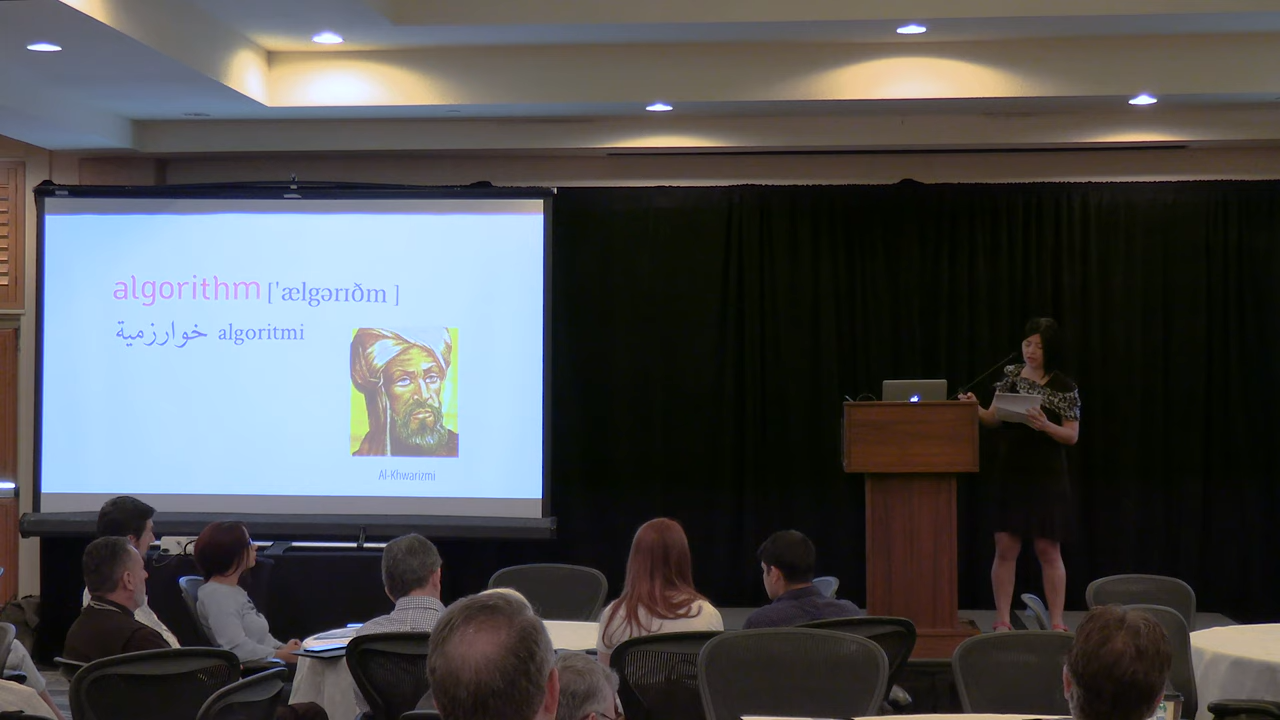 algorithm [ˈælgərɪðm ]
خوارزمية algoritmi
Al-Khwarizmi